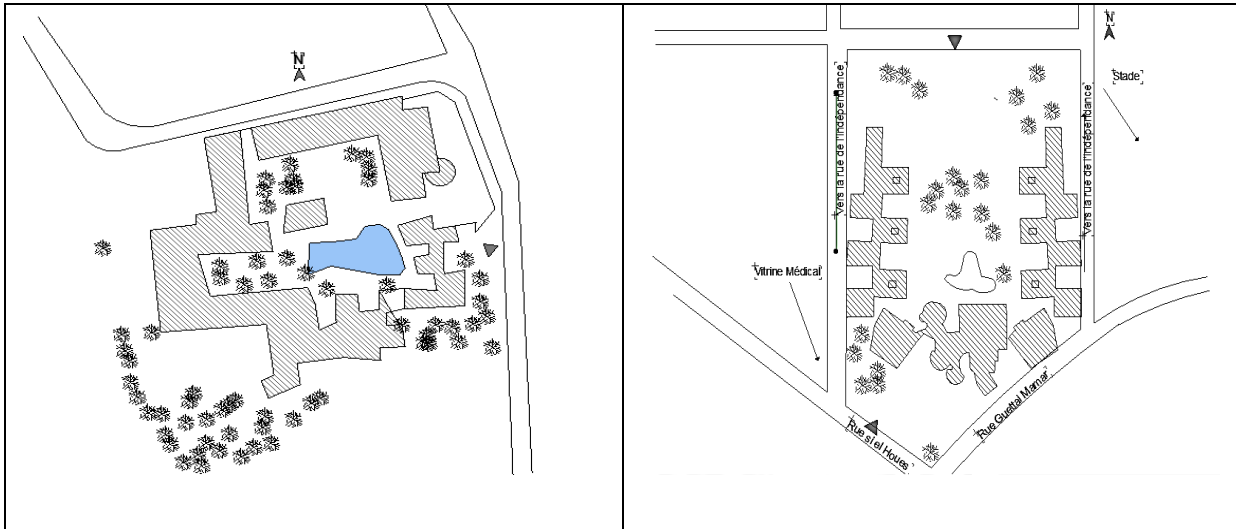 N
N
Stade
Vers la rue de l'indépendance
Vers la rue de l'indépendance
Vitrine Médical
Rue si el Houes
Rue Guettal Mamar